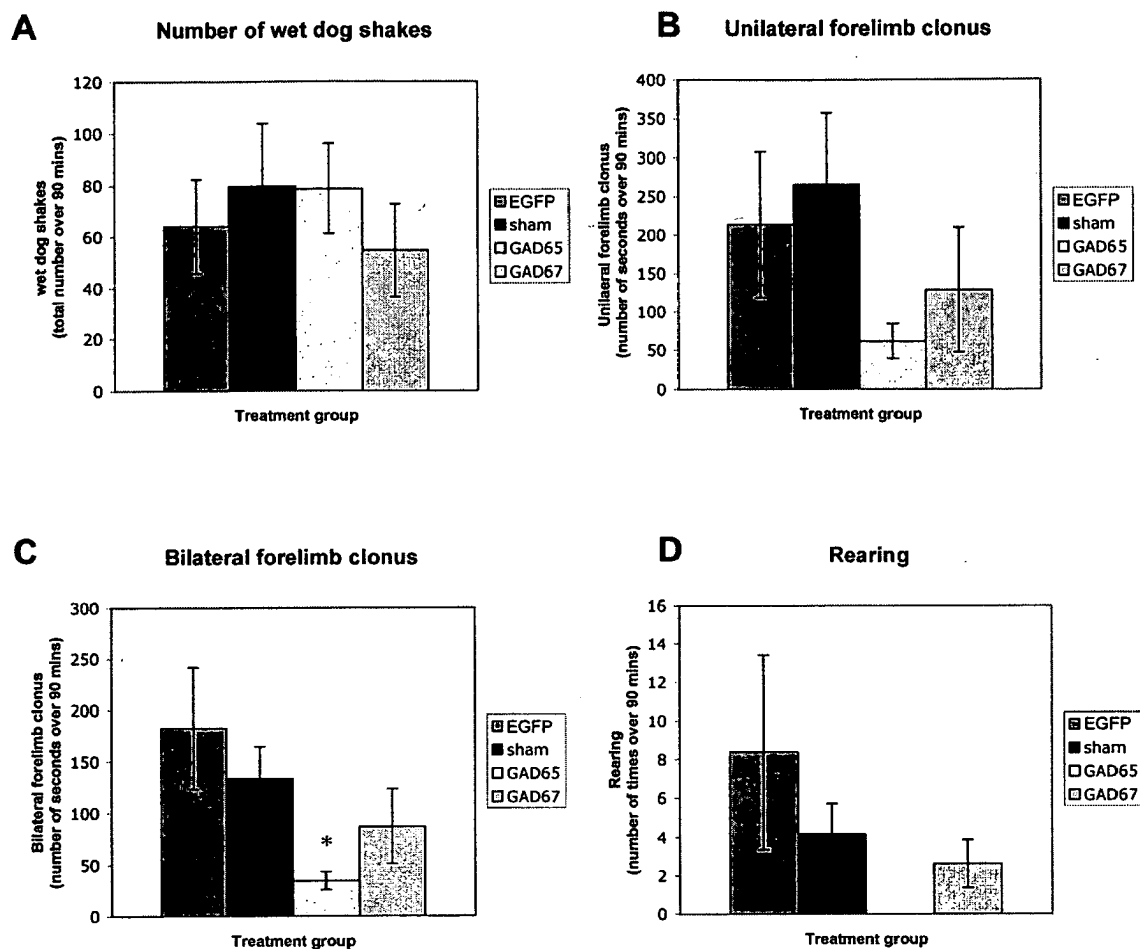 A
Number of wet dog shakes
wet dog shakes
(total number over 90 mins)
120
100
80
60
40
20
0
Treatment group
EGFP
sham
GAD65
GAD67
B
Unilateral forelimb clonus
Unilaeral forelimb clonus
(number of seconds over 90 mins)
400
350
300
250
200
150
100
50
0
Treatment group
EGFP
sham
GAD65
GAD67
C
Bilateral forelimb clonus
Bilateral forelimb clonus
(number of seconds over 90 mins)
300
250
200
150
100
50
0
*
Treatment group
EGFP
sham
GAD65
GAD67
D
Rearing
Rearing
(number of times over 90 mins)
16
14
12
10
8
6
4
2
0
Treatment group
EGFP
sham
GAD65
GAD67